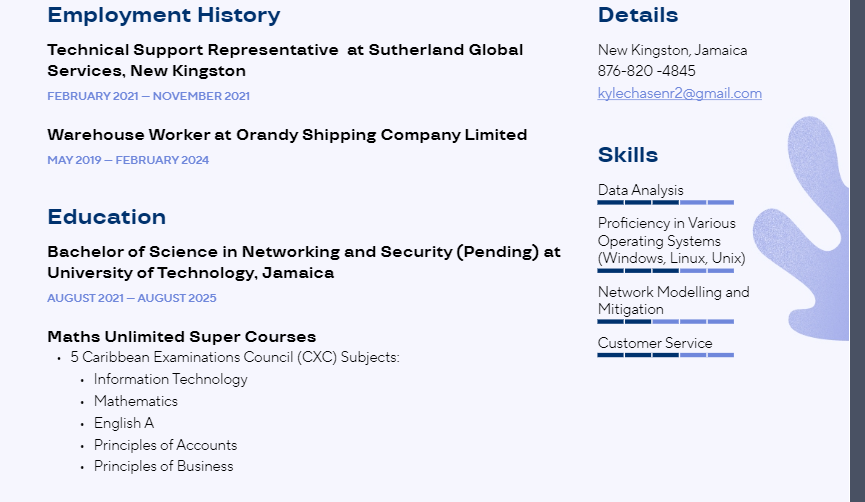 Employment History
Technical Support Representative  at Sutherland Global
Services, New Kingston
FEBRUARY 2021 — NOVEMBER 2021
Warehouse Worker at Orandy Shipping Company Limited
MAY 2019 — FEBRUARY 2024
Education
Bachelor of Science in Networking and Security (Pending) at
University of Technology, Jamaica
AUGUST 2021 — AUGUST 2025
Maths Unlimited Super Courses
• 5 Caribbean Examinations Council (CXC) Subjects:
• Information Technology
• Mathematics
• English A
• Principles of Accounts
• Principles of Business
Details
New Kingston, Jamaica
876-820 -4845
kylechasenr2@gmail.com
Skills
Data Analysis
Proficiency in Various
Operating Systems
(Windows, Linux, Unix)
Network Modelling and
Mitigation
Customer Service